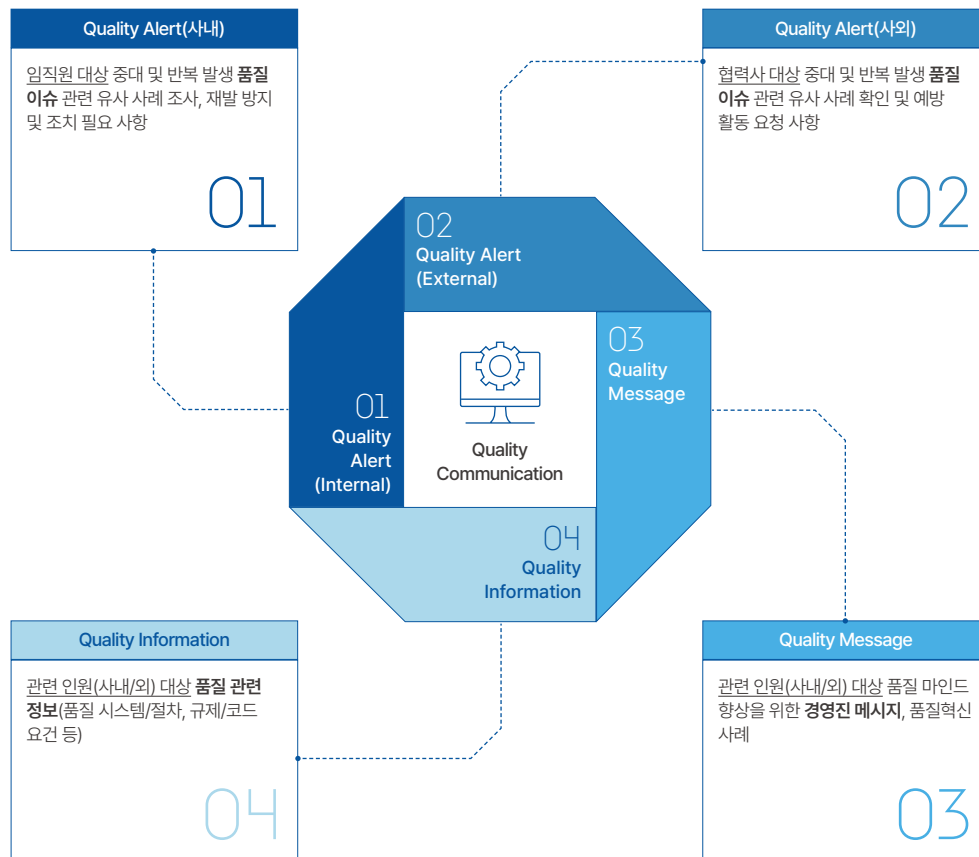 Quality Alert(사내)
임직원 대상 중대 및 반복 발생 품질
이슈 관련 유사 사례 조사, 재발 방지
및 조치 필요 사항
01
Quality Alert(사외)
협력사 대상 중대 및 반복 발생 품질
이슈 관련 유사 사례 확인 및 예방
활동 요청 사항
02
02
Quality Alert
(External)
03
Quality
Message
01
Quality
Alert
(Internal)
Quality
Communication
04
Quality
Information
Quality Information
관련 인원(사내/외) 대상 품질 관련
정보(품질 시스템/절차, 규제/코드
요건 등)
04
Quality Message
관련 인원(사내/외) 대상 품질 마인드
향상을 위한 경영진 메시지, 품질혁신
사례
03